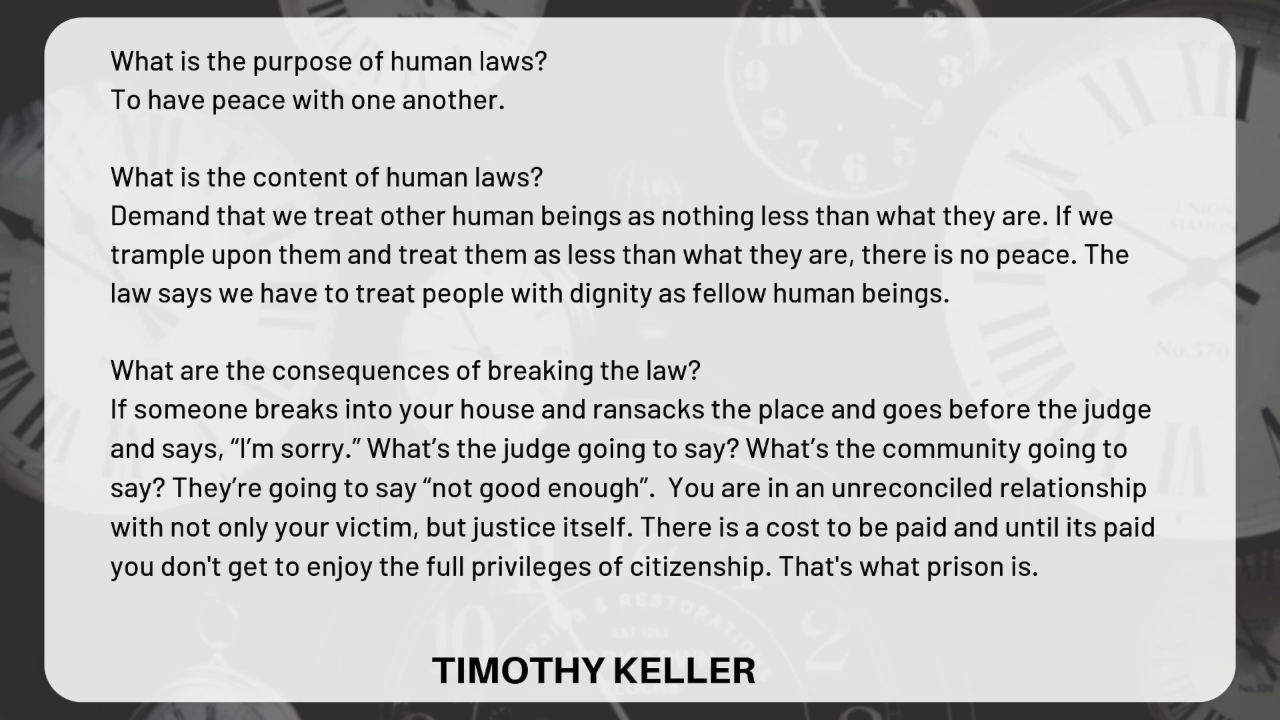 What is the purpose of human laws?
To have peace with one another.
What is the content of human laws?
Demand that we treat other human beings as nothing less than what they are. If we
trample upon them and treat them as less than what they are, there is no peace. The
law says we have to treat people with dignity as fellow human beings.
What are the consequences of breaking the law?
If someone breaks into your house and ransacks the place and goes before the judge
and says, “I’m sorry.” What’s the judge going to say? What’s the community going to
say? They’re going to say “not good enough”.  You are in an unreconciled relationship
with not only your victim, but justice itself. There is a cost to be paid and until its paid
you don't get to enjoy the full privileges of citizenship. That's what prison is.
TIMOTHY KELLER